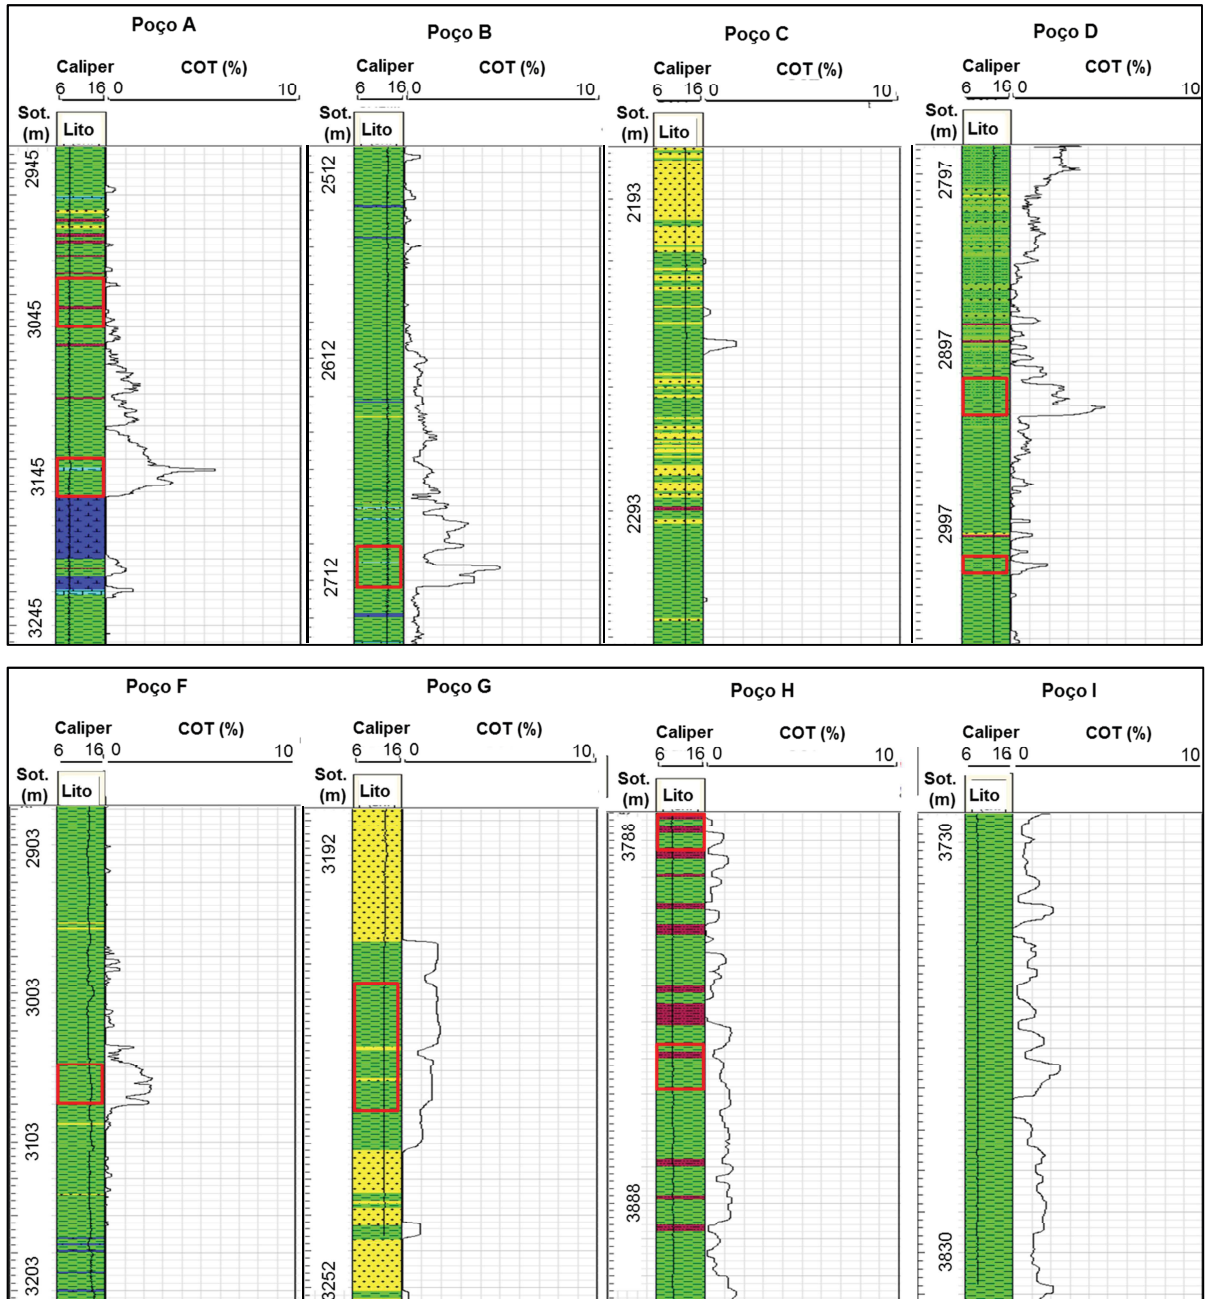 Poço A
Caliper COT (%)
6 16 0 10
Sot. (m) Lito
2945
3045
3145
3245
Poço B
Caliper COT (%)
6 16 0 10
Sot. (m) Lito
2512
2612
2712
Poço C
Caliper COT (%)
6 16 0 10
Sot. (m) Lito
2193
2293
Poço D
Caliper COT (%)
6 16 0 10
Sot. (m) Lito
2797
2897
2997
Poço F
Caliper COT (%)
6 16 0 10
Sot. (m) Lito
2903
3003
3103
3203
Poço G
Caliper COT (%)
6 16 0 10
Sot. (m) Lito
3192
3252
Poço H
Caliper COT (%)
6 16 0 10
Sot. (m) Lito
3788
3888
Poço I
Caliper COT (%)
6 16 0 10
Sot. (m) Lito
3730
3830